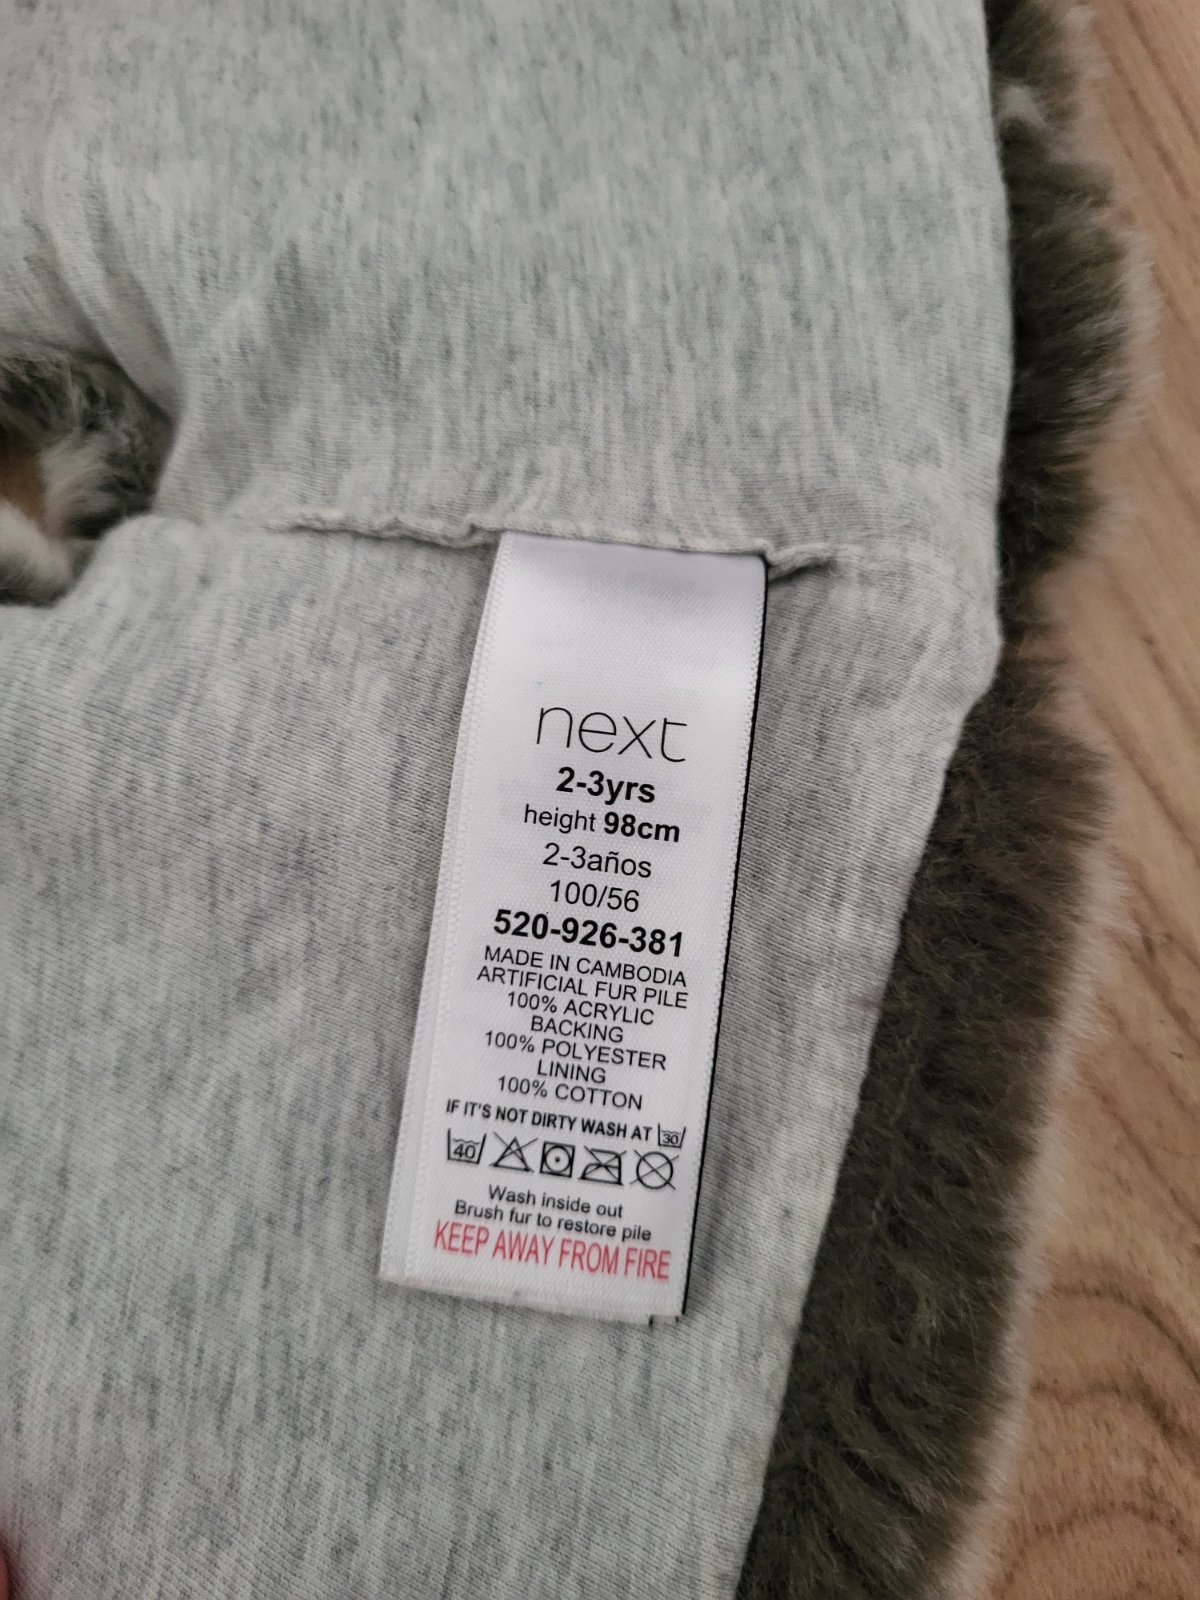 next
2-3yrs
height 98cm
2-3años
100/56
520-926-381
MADE IN CAMBODIA
ARTIFICIAL FUR PILE
100% ACRYLIC
BACKING
100% POLYESTER
LINING
100% COTTON
IF IT'S NOT DIRTY WASH AT 30
40
Wash inside out
Brush fur to restore pile
KEEP AWAY FROM FIRE